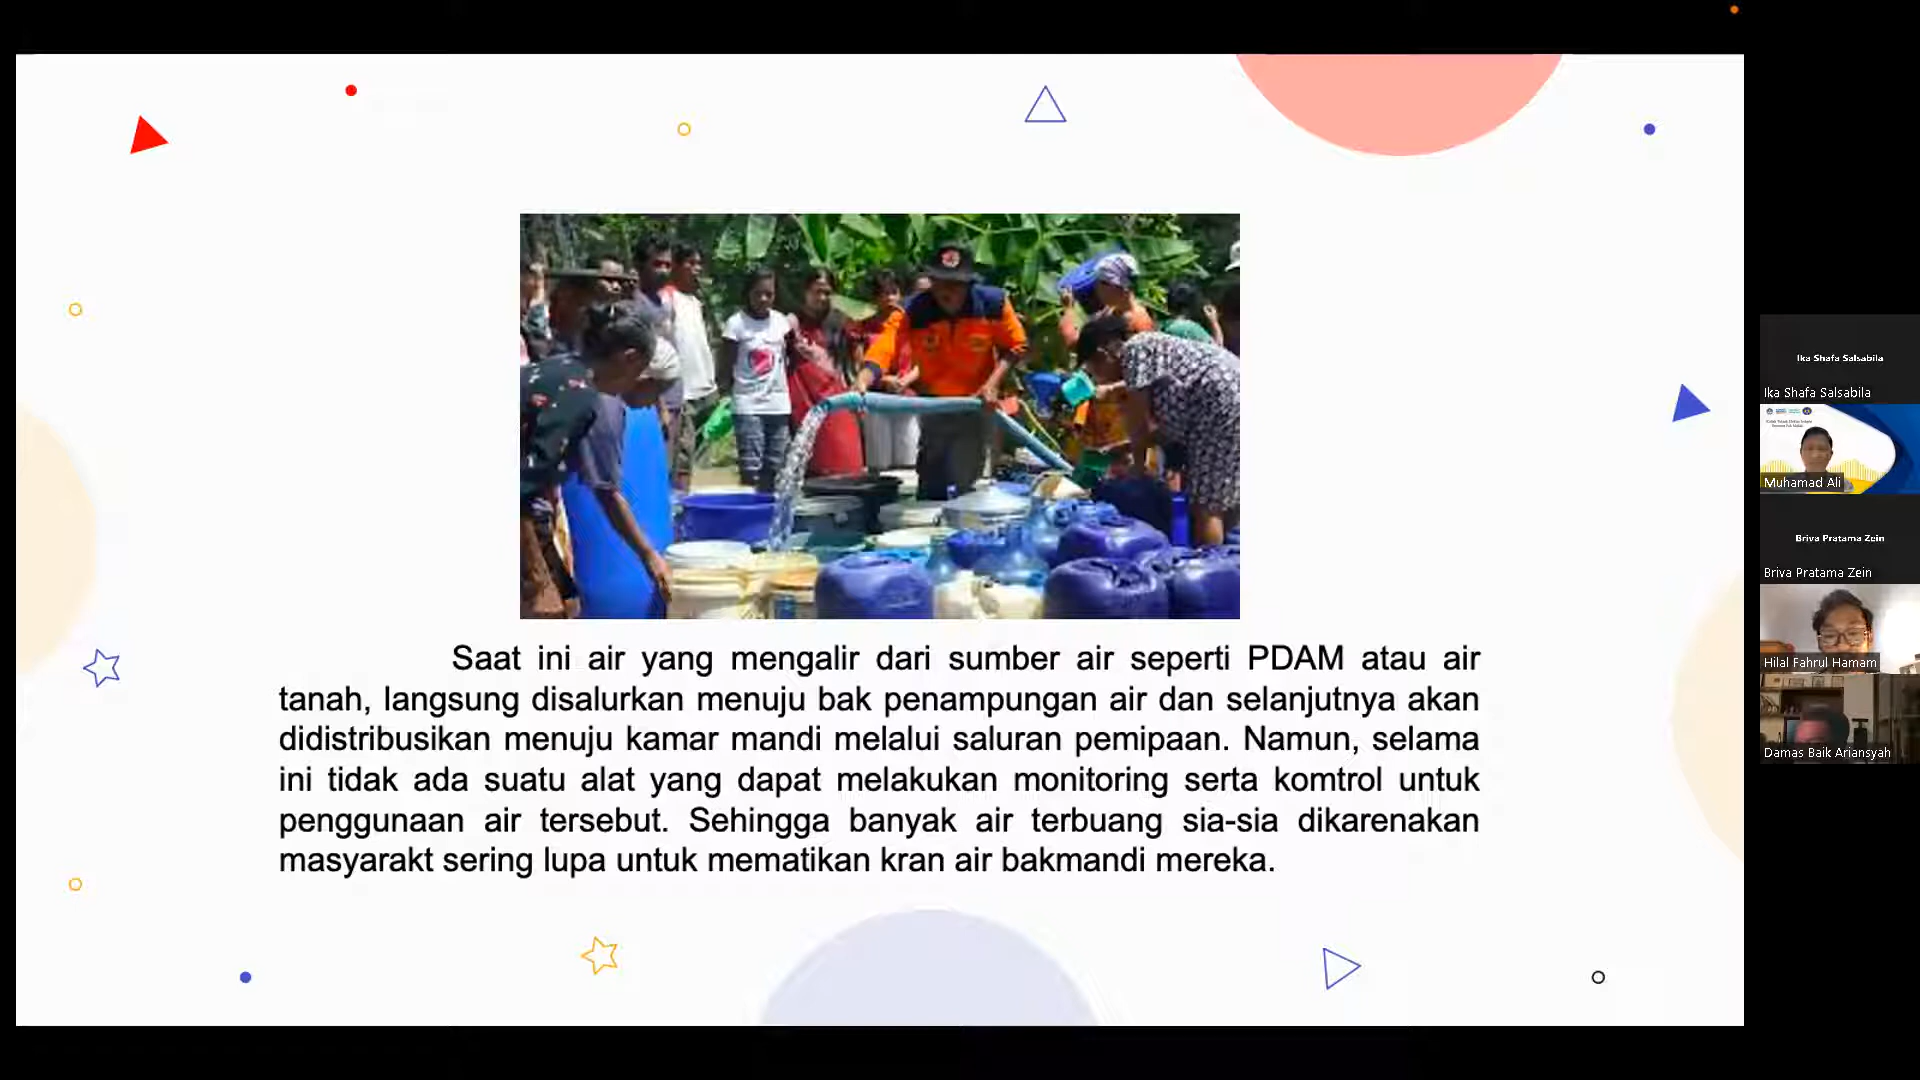 Saat ini air yang mengalir dari sumber air seperti PDAM atau air
tanah, langsung disalurkan menuju bak penampungan air dan selanjutnya akan
didistribusikan menuju kamar mandi melalui saluran pemipaan. Namun, selama
ini tidak ada suatu alat yang dapat melakukan monitoring serta komtrol untuk
penggunaan air tersebut. Sehingga banyak air terbuang sia-sia dikarenakan
masyarakt sering lupa untuk mematikan kran air bakmandi mereka.
Ika Shafa Salsabila
Ika Shafa Salsabila
Muhamad Ali
Briva Pratama Zein
Briva Pratama Zein
Hilal Fahrul Hamam
Damas Baik Ariansyah